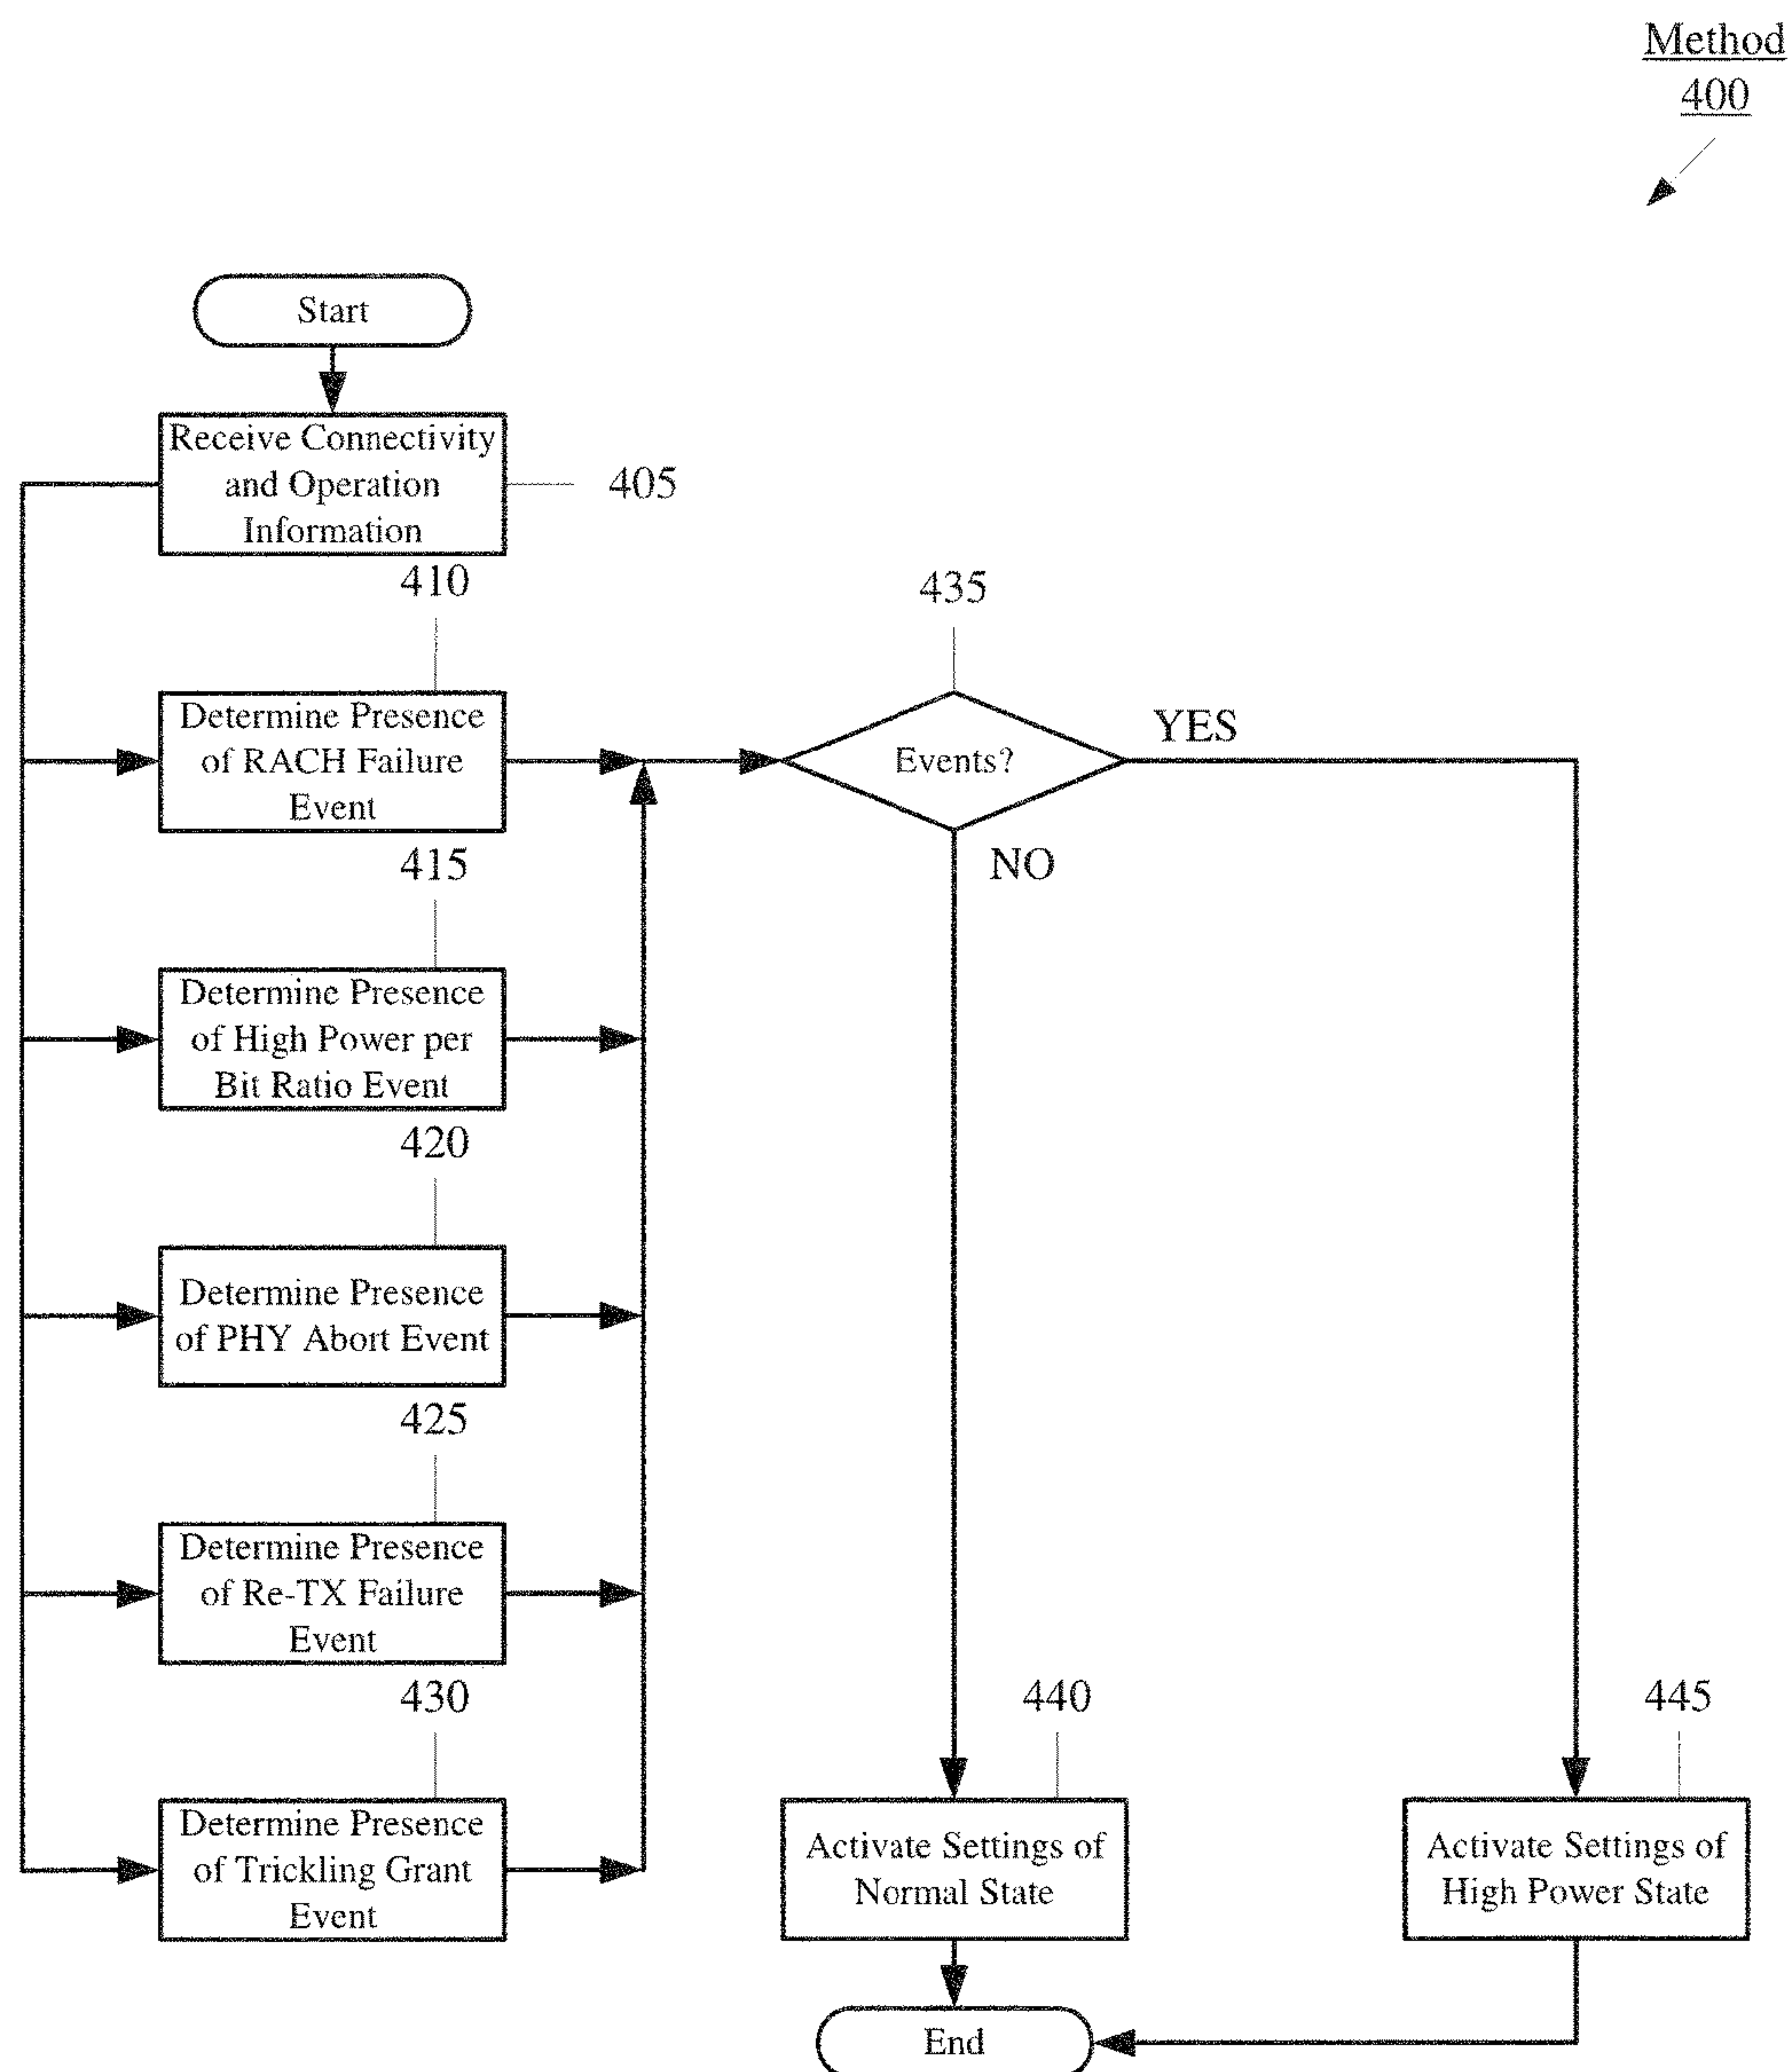 Method
400
Start
Receive Connectivity
and Operation
Information
405
410
Determine Presence
of RACH Failure
Event
415
Determine Presence
of High Power per
Bit Ratio Event
420
Determine Presence
of PHY Abort Event
425
Determine Presence
of Re-TX Failure
Event
430
Determine Presence
of Trickling Grant
Event
435
Events?
YES
NO
440
Activate Settings of
Normal State
445
Activate Settings of
High Power State
End